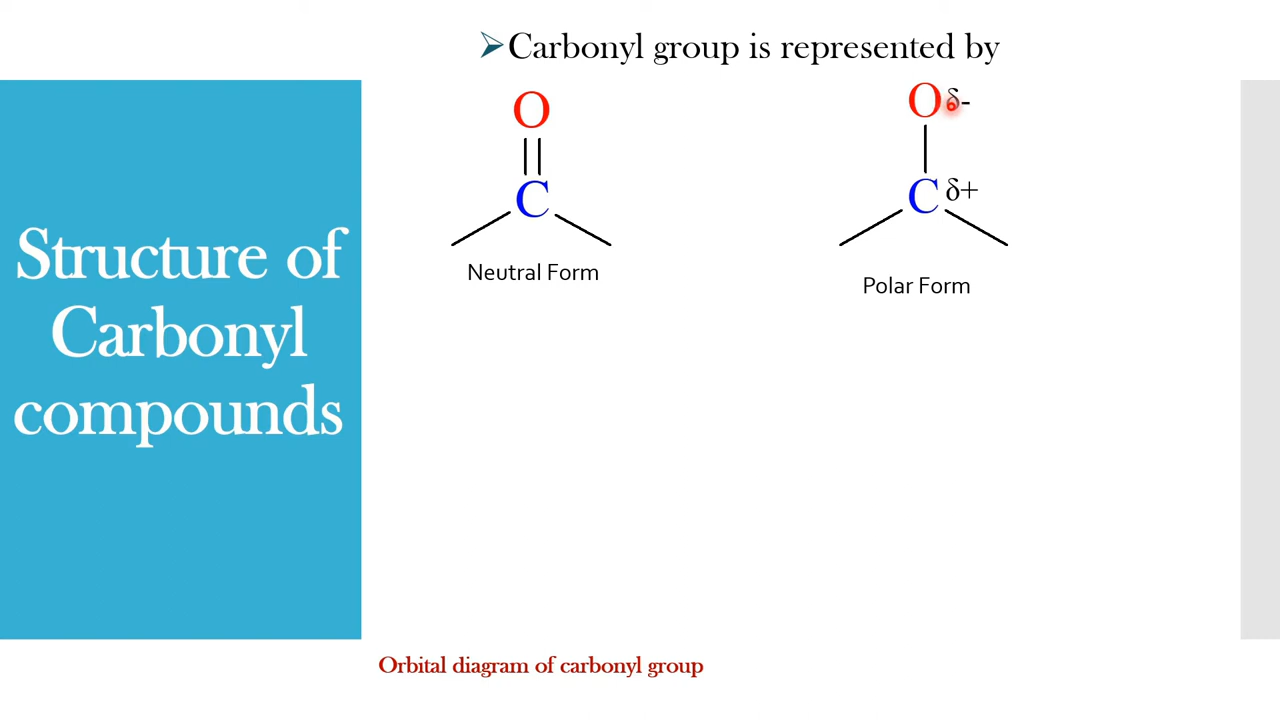 ➢Carbonyl group is represented by
Structure of
Carbonyl
compounds
O
C
Neutral Form
O δ-
C δ+
Polar Form
Orbital diagram of carbonyl group